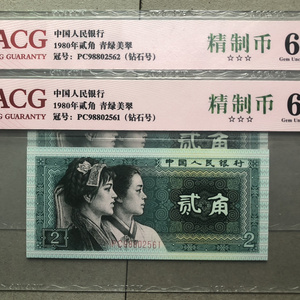 ACG
G GUARANTY
中国人民银行
1980年贰角 青绿美翠
冠号：PC98802562（钻石号）
精制币
☆☆☆
6
Gem Unc
ACG
G GUARANTY
中国人民银行
1980年贰角 青绿美翠
冠号：PC98802561（钻石号）
精制币
☆☆☆
6
Gem Unc
中国人民银行
贰角
PC98802561
2
2